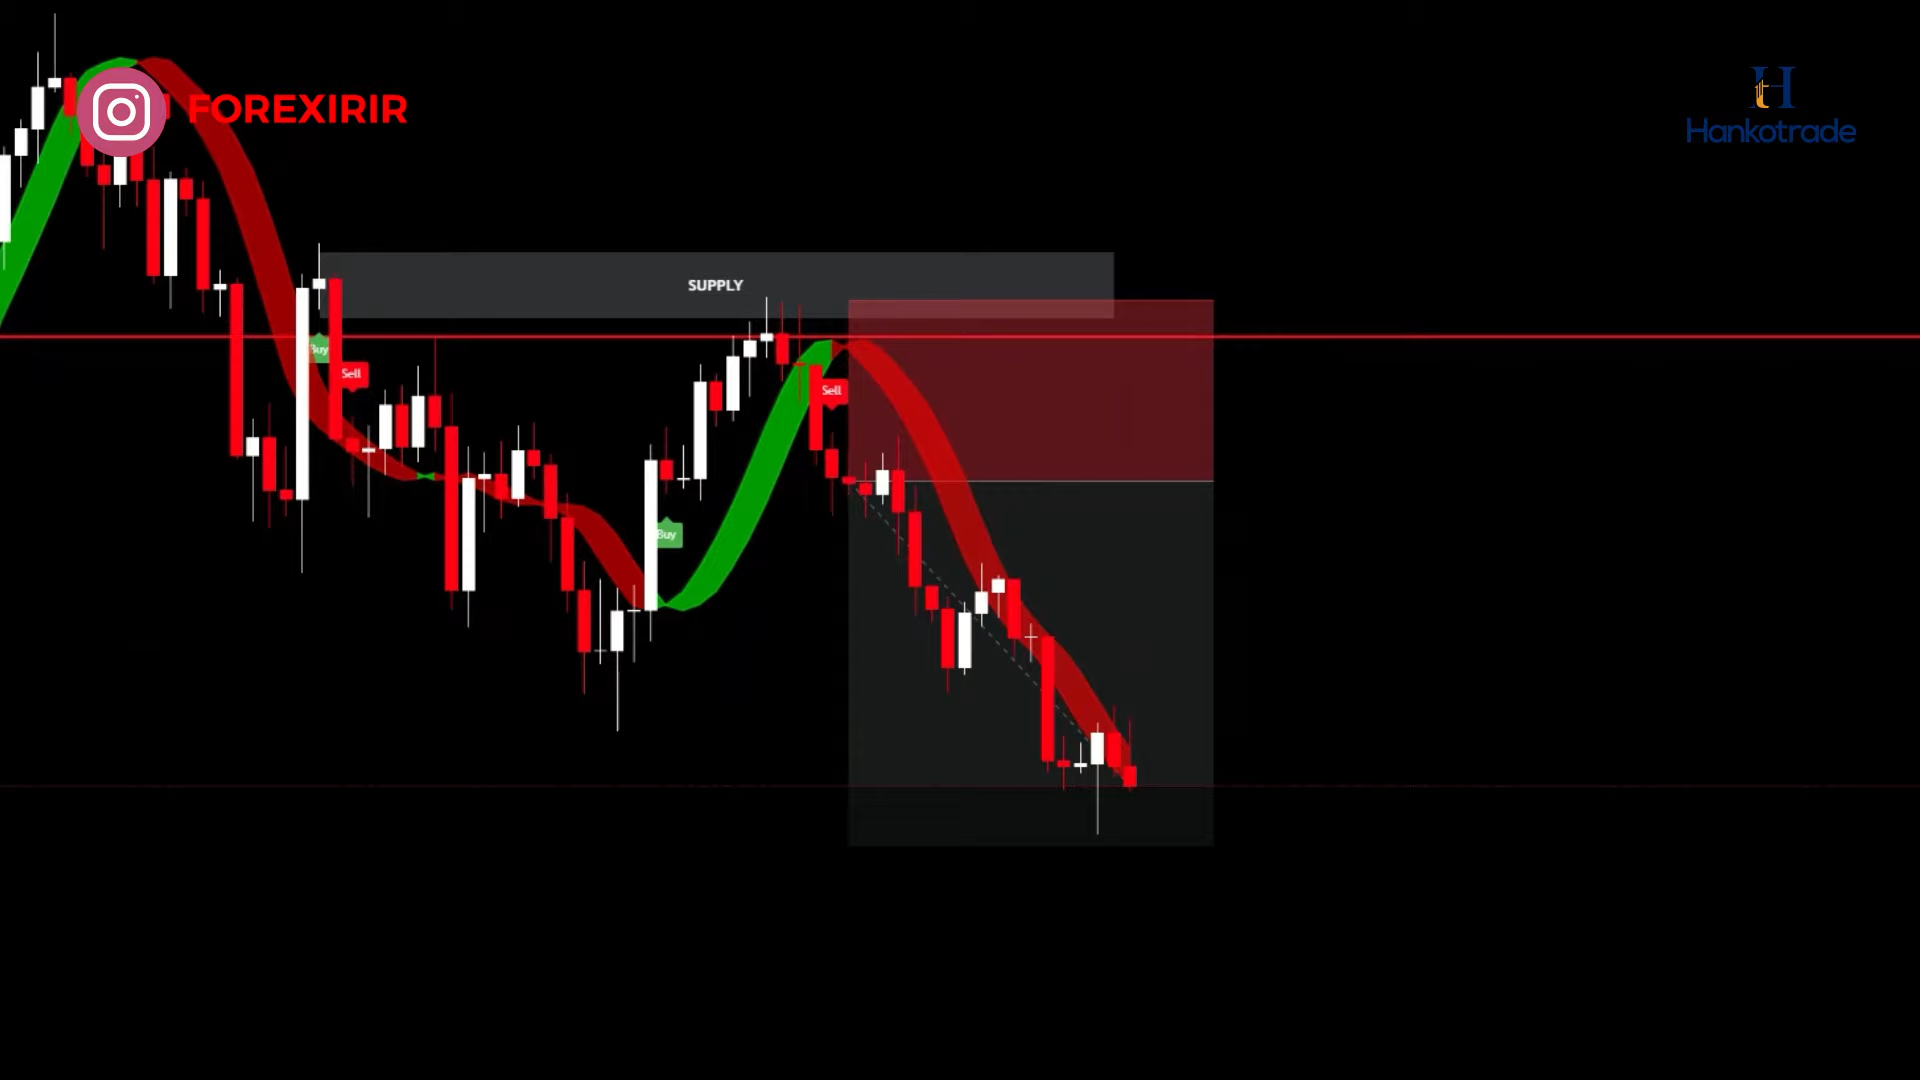 FOREXIRIR
H
Hankotrade
SUPPLY
Buy
Sell
Sell
Buy